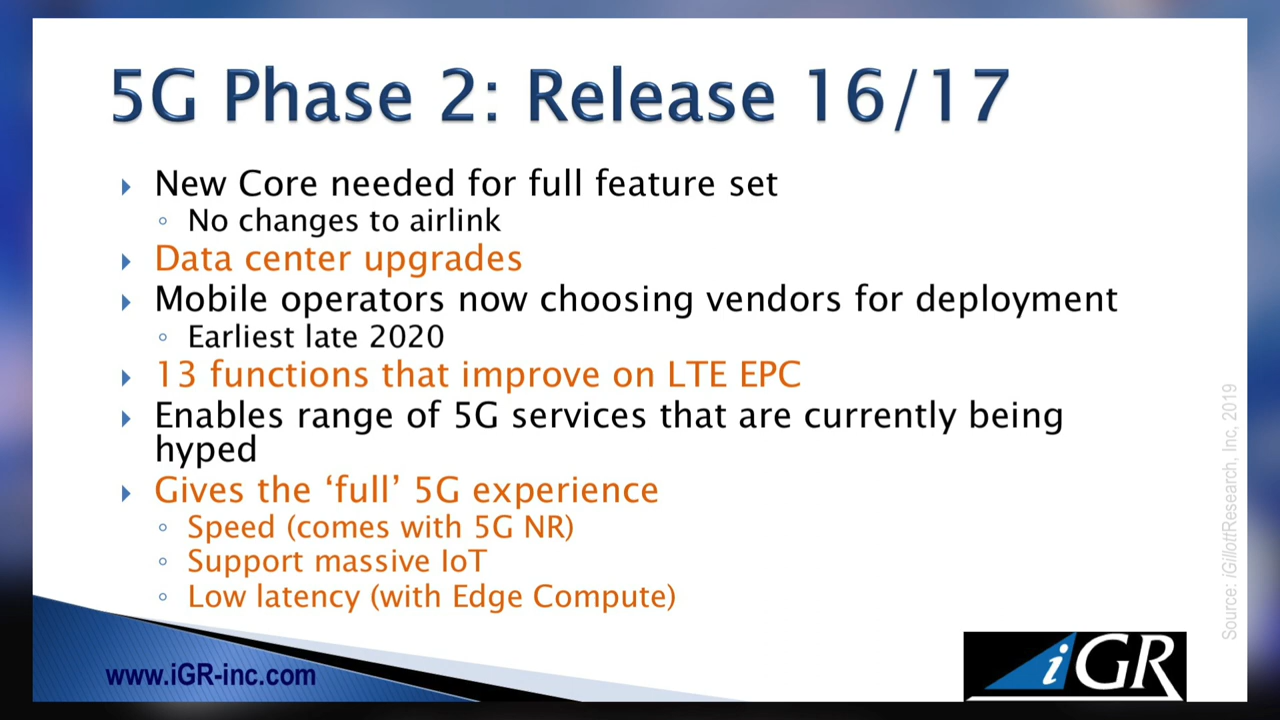 5G Phase 2: Release 16/17
New Core needed for full feature set
No changes to airlink
Data center upgrades
Mobile operators now choosing vendors for deployment
Earliest late 2020
13 functions that improve on LTE EPC
Enables range of 5G services that are currently being
hyped
Gives the ‘full’ 5G experience
Speed (comes with 5G NR)
Support massive IoT
Low latency (with Edge Compute)
Source: iGillottResearch, Inc, 2019
www.iGR-inc.com
iGR